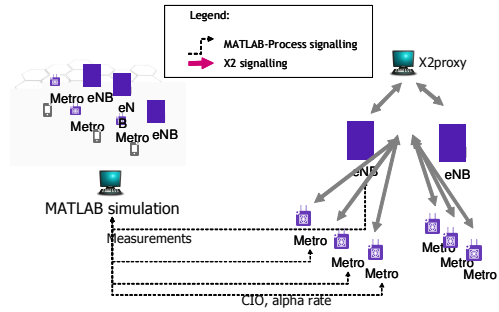 Legend:
MATLAB-Process signalling
X2 signalling
X2proxy
Metro
eNB
eN
B
Metro
Metro
eNB
eNB
eNB
MATLAB simulation
Measurements
Metro
Metro
Metro
Metro
Metro
Metro
CIO, alpha rate